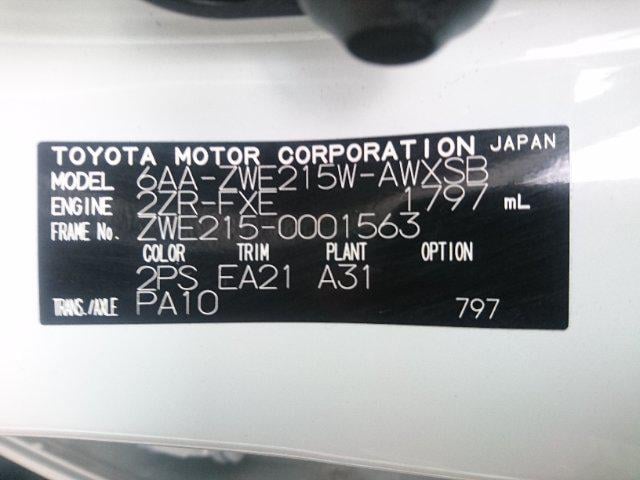 TOYOTA MOTOR CORPORATION JAPAN
MODEL 6AA-ZWE215W-AWXSB
ENGINE 2ZR-FXE 1797 mL
FRAME No. ZWE215-0001563
COLOR TRIM PLANT OPTION
2PS EA21 A31
TRANS./AXLE PA10 797